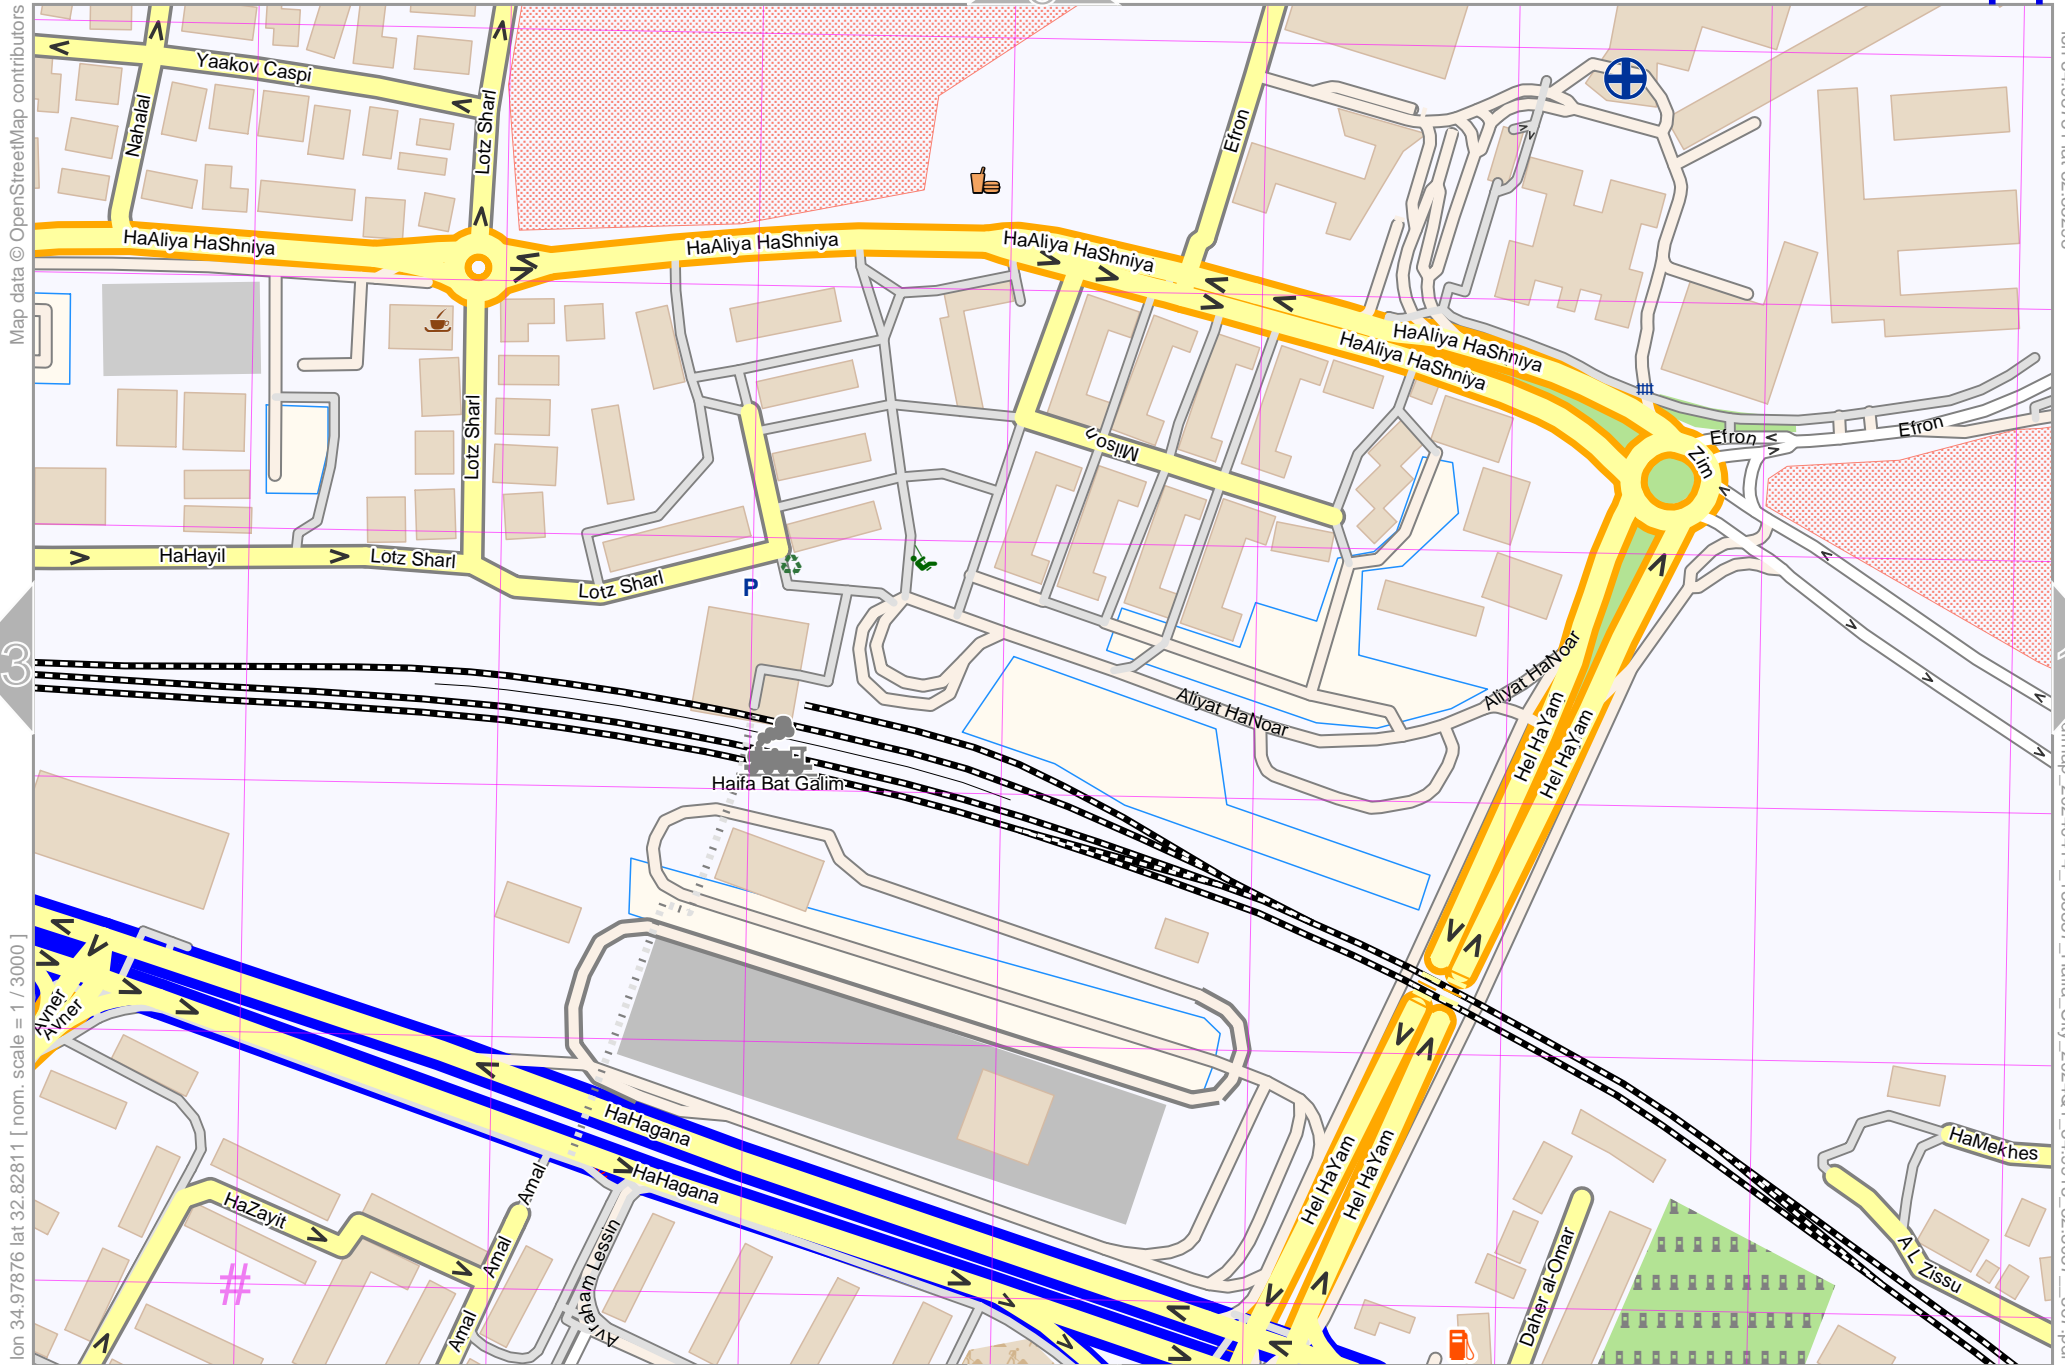 Map data © OpenStreetMap contributors
lon 34.97876 lat 32.82811 [ nom. scale = 1 / 3000 ]
3
Yaakov Caspi
Nahalal
Lotz Sharl
Efron
HaAliya HaShniya
HaAliya HaShniya
HaAliya HaShniya
HaAliya HaShniya
HaAliya HaShniya
Lotz Sharl
Milson
Efron
Efron
Zim
HaHayil
Lotz Sharl
Lotz Sharl
P
Aliyat HaNoar
Aliyat HaNoar
Hel HaYam
Hel HaYam
Haifa Bat Galim
Avner
Avner
HaHagana
HaHagana
Amal
Amal
Amal
HaZayit
Avraham Lessin
Hel HaYam
Hel HaYam
HaMekhes
A L Zissu
Daher al-Omar
#